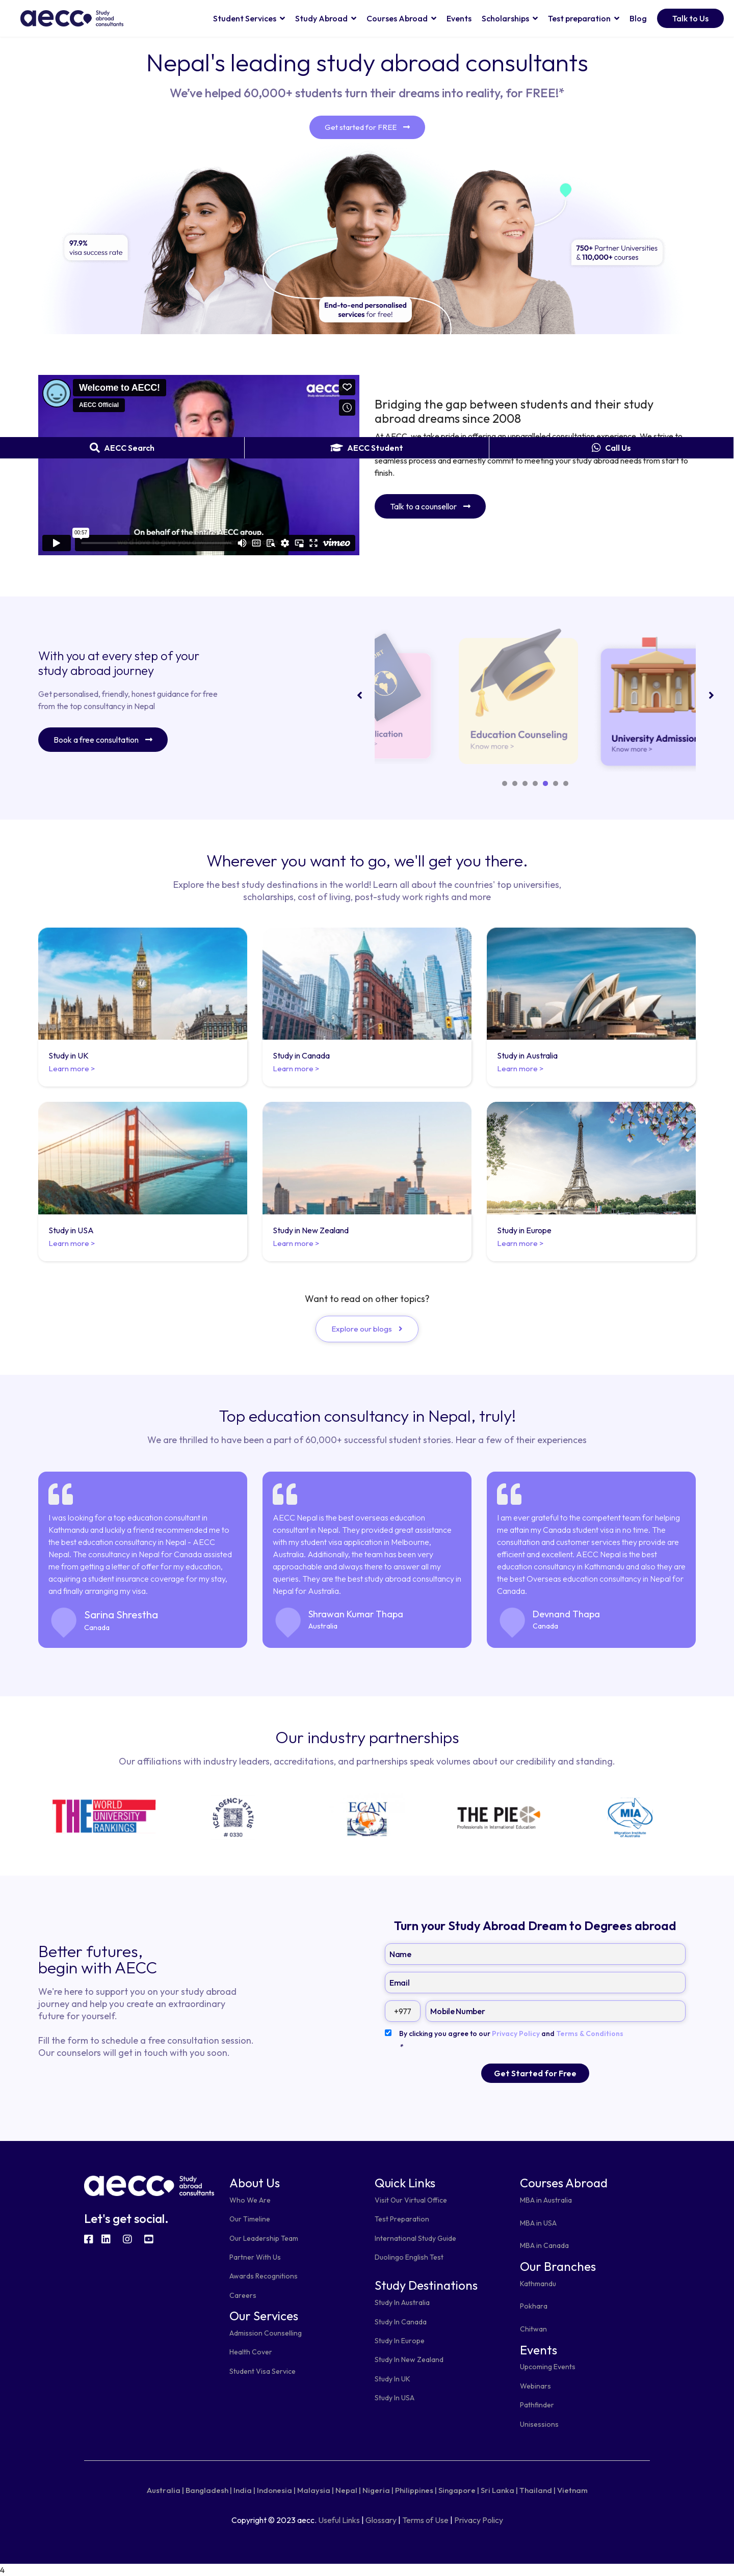 aecc Study abroad consultants
Student Services
Study Abroad
Courses Abroad
Events
Scholarships
Test preparation
Blog
Talk to Us
Nepal's leading study abroad consultants
We've helped 60,000+ students turn their dreams into reality, for FREE!*
Get started for FREE
97.9%
visa success rate
750+ Partner Universities
& 110,000+ courses
End-to-end personalised
services for free!
Welcome to AECC!
AECC Official
aecc
00:57
On behalf of the entire AECC group,
vimeo
Bridging the gap between students and their study
abroad dreams since 2008
AECC Search
AECC Student
Call Us
seamless process and earnestly commit to meeting your study abroad needs from start to
finish.
Talk to a counsellor
With you at every step of your
study abroad journey
Get personalised, friendly, honest guidance for free
from the top consultancy in Nepal
Book a free consultation
Education Counseling
Know more >
University Admission
Know more >
Wherever you want to go, we'll get you there.
Explore the best study destinations in the world! Learn all about the countries' top universities,
scholarships, cost of living, post-study work rights and more
Study in UK
Learn more >
Study in Canada
Learn more >
Study in Australia
Learn more >
Study in USA
Learn more >
Study in New Zealand
Learn more >
Study in Europe
Learn more >
Want to read on other topics?
Explore our blogs
Top education consultancy in Nepal, truly!
We are thrilled to have been a part of 60,000+ successful student stories. Hear a few of their experiences
I was looking for a top education consultant in
Kathmandu and luckily a friend recommended me to
the best education consultancy in Nepal - AECC
Nepal. The consultancy in Nepal for Canada assisted
me from getting a letter of offer for my education,
acquiring a student insurance coverage for my stay,
and finally arranging my visa.
Sarina Shrestha
Canada
AECC Nepal is the best overseas education
consultant in Nepal. They provided great assistance
with my student visa application in Melbourne,
Australia. Additionally, the team has been very
approachable and always there to answer all my
queries. They are the best study abroad consultancy in
Nepal for Australia.
Shrawan Kumar Thapa
Australia
I am ever grateful to the competent team for helping
me attain my Canada student visa in no time. The
consultation and customer services they provide are
efficient and excellent. AECC Nepal is the best
education consultancy in Kathmandu and also they are
the best Overseas education consultancy in Nepal for
Canada.
Devnand Thapa
Canada
Our industry partnerships
Our affiliations with industry leaders, accreditations, and partnerships speak volumes about our credibility and standing.
THE WORLD UNIVERSITY RANKINGS
ICEF AGENCY STATUS
# 0330
ECAN
THE PIE
Professionals in International Education
MIA
Migration Institute of Australia
Better futures,
begin with AECC
We're here to support you on your study abroad
journey and help you create an extraordinary
future for yourself.
Fill the form to schedule a free consultation session.
Our counselors will get in touch with you soon.
Turn your Study Abroad Dream to Degrees abroad
Name
Email
+977
Mobile Number
By clicking you agree to our Privacy Policy and Terms & Conditions
*
Get Started for Free
aecc Study abroad consultants
Let's get social.
About Us
Who We Are
Our Timeline
Our Leadership Team
Partner With Us
Awards Recognitions
Careers
Our Services
Admission Counselling
Health Cover
Student Visa Service
Quick Links
Visit Our Virtual Office
Test Preparation
International Study Guide
Duolingo English Test
Study Destinations
Study In Australia
Study In Canada
Study In Europe
Study In New Zealand
Study In UK
Study In USA
Courses Abroad
MBA in Australia
MBA in USA
MBA in Canada
Our Branches
Kathmandu
Pokhara
Chitwan
Events
Upcoming Events
Webinars
Pathfinder
Unisessions
Australia | Bangladesh | India | Indonesia | Malaysia | Nepal | Nigeria | Philippines | Singapore | Sri Lanka | Thailand | Vietnam
Copyright © 2023 aecc. Useful Links | Glossary | Terms of Use | Privacy Policy
4